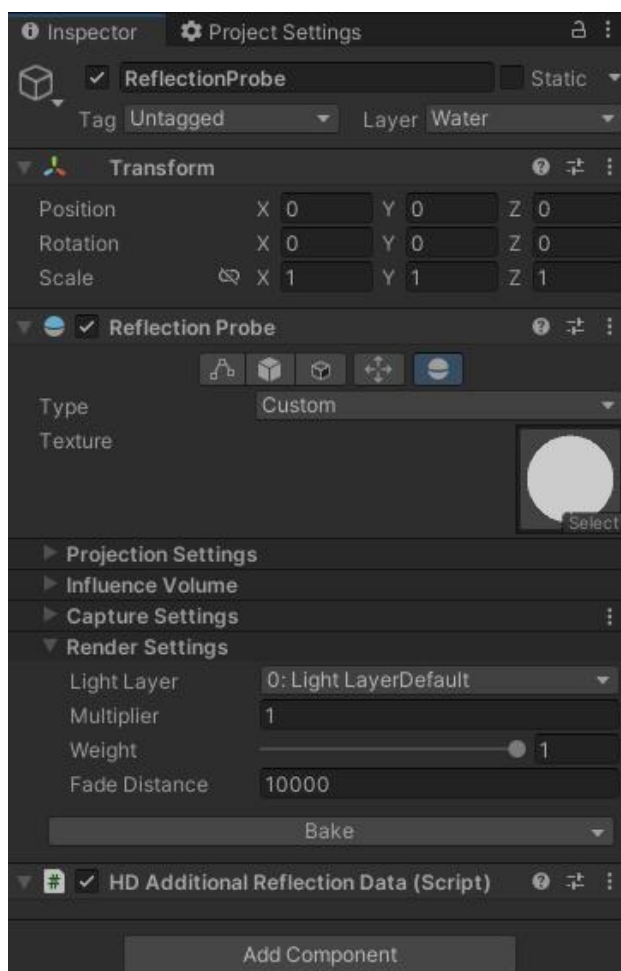 Inspector Project Settings
ReflectionProbe Static
Tag Untagged Layer Water
Transform
Position X 0 Y 0 Z 0
Rotation X 0 Y 0 Z 0
Scale X 1 Y 1 Z 1
Reflection Probe
Type Custom
Texture
Select
Projection Settings
Influence Volume
Capture Settings
Render Settings
Light Layer 0: Light LayerDefault
Multiplier 1
Weight 1
Fade Distance 10000
Bake
# HD Additional Reflection Data (Script)
Add Component